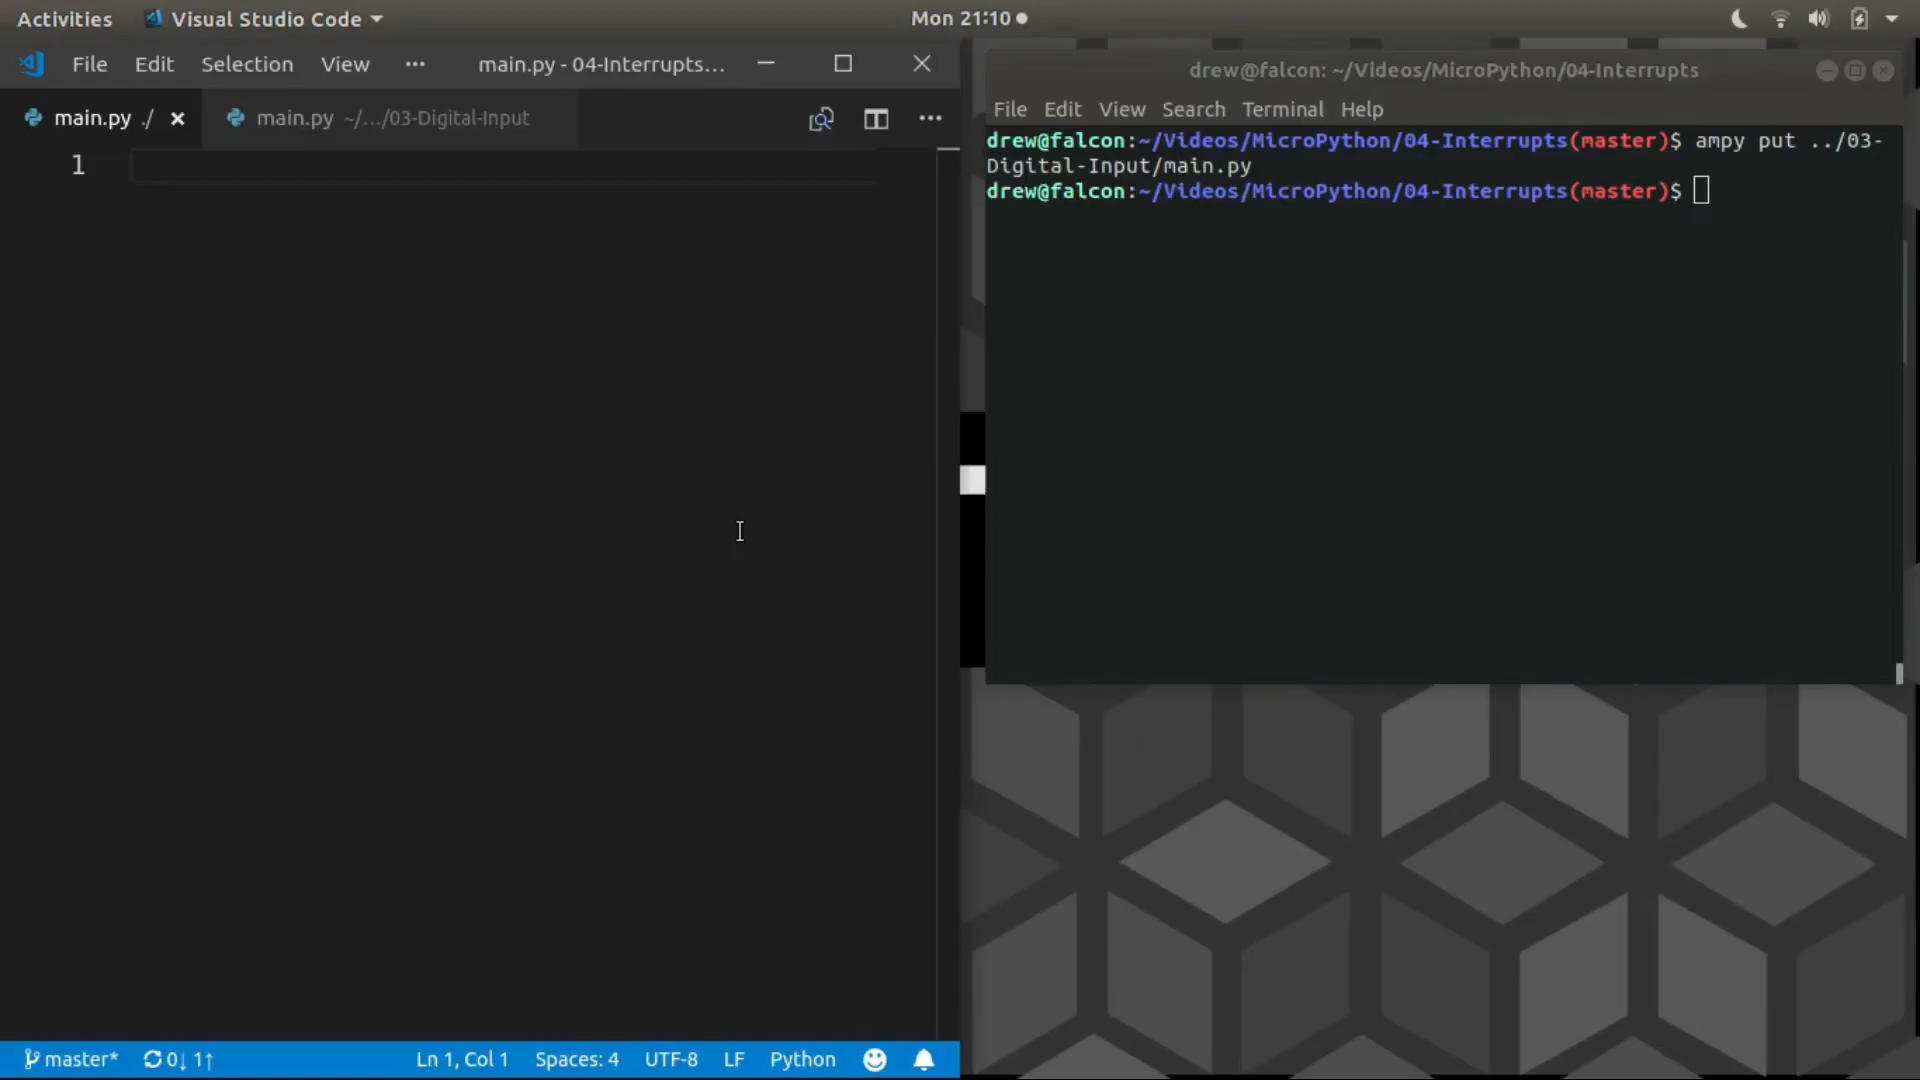 Activities
Visual Studio Code
Mon 21:10
File Edit Selection View ··· main.py - 04-Interrupts...
main.py ./
main.py ~/.../03-Digital-Input
1
master* 0↓ 1↑ Ln 1, Col 1 Spaces: 4 UTF-8 LF Python
drew@falcon: ~/Videos/MicroPython/04-Interrupts
File Edit View Search Terminal Help
drew@falcon:~/Videos/MicroPython/04-Interrupts(master)$ ampy put ../03-
Digital-Input/main.py
drew@falcon:~/Videos/MicroPython/04-Interrupts(master)$